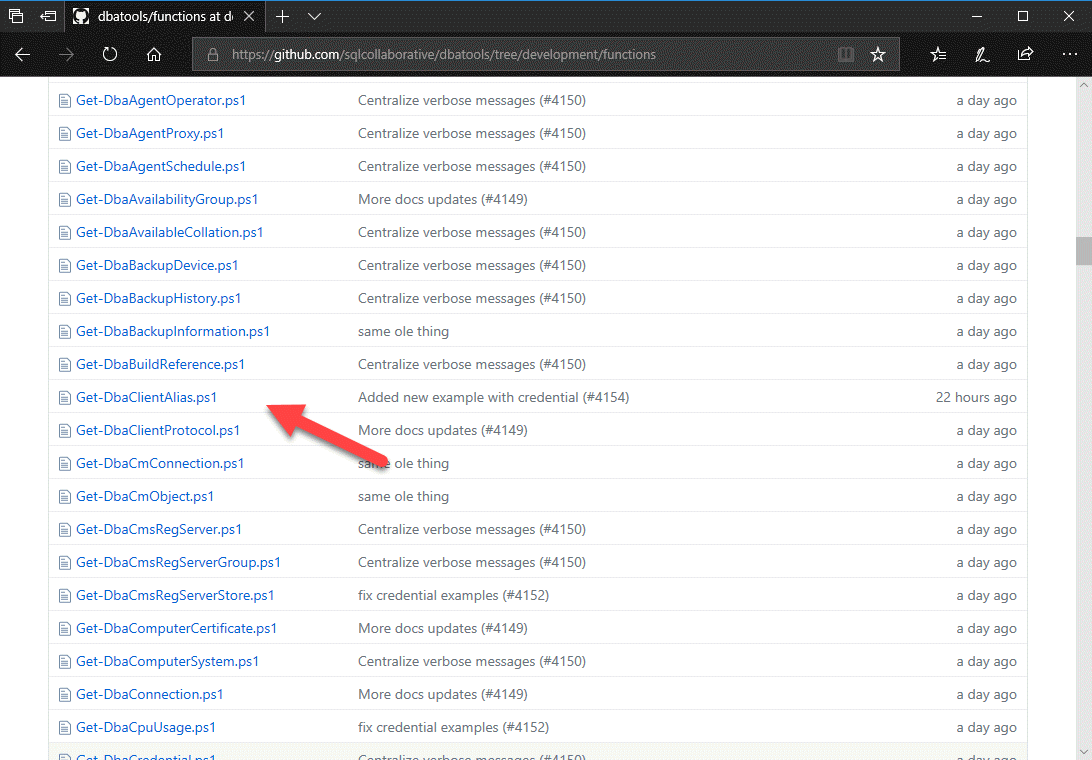 dbatools/functions at de
https://github.com/sqlcollaborative/dbatools/tree/development/functions
Get-DbaAgentOperator.ps1 Centralize verbose messages (#4150) a day ago
Get-DbaAgentProxy.ps1 Centralize verbose messages (#4150) a day ago
Get-DbaAgentSchedule.ps1 Centralize verbose messages (#4150) a day ago
Get-DbaAvailabilityGroup.ps1 More docs updates (#4149) a day ago
Get-DbaAvailableCollation.ps1 Centralize verbose messages (#4150) a day ago
Get-DbaBackupDevice.ps1 Centralize verbose messages (#4150) a day ago
Get-DbaBackupHistory.ps1 Centralize verbose messages (#4150) a day ago
Get-DbaBackupInformation.ps1 same ole thing a day ago
Get-DbaBuildReference.ps1 Centralize verbose messages (#4150) a day ago
Get-DbaClientAlias.ps1 Added new example with credential (#4154) 22 hours ago
Get-DbaClientProtocol.ps1 More docs updates (#4149) a day ago
Get-DbaCmConnection.ps1 same ole thing a day ago
Get-DbaCmObject.ps1 same ole thing a day ago
Get-DbaCmsRegServer.ps1 Centralize verbose messages (#4150) a day ago
Get-DbaCmsRegServerGroup.ps1 Centralize verbose messages (#4150) a day ago
Get-DbaCmsRegServerStore.ps1 fix credential examples (#4152) a day ago
Get-DbaComputerCertificate.ps1 More docs updates (#4149) a day ago
Get-DbaComputerSystem.ps1 Centralize verbose messages (#4150) a day ago
Get-DbaConnection.ps1 More docs updates (#4149) a day ago
Get-DbaCpuUsage.ps1 fix credential examples (#4152) a day ago
Get-DbaCredential.ps1 Centralize verbose messages (#4150) a day ago